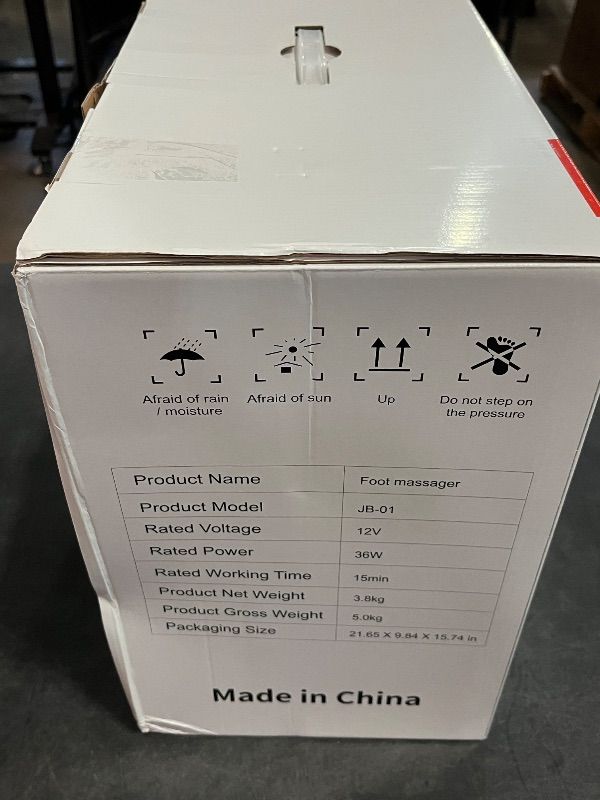 Afraid of rain
/ moisture
Afraid of sun
Up
Do not step on
the pressure
Product Name Foot massager
Product Model JB-01
Rated Voltage 12V
Rated Power 36W
Rated Working Time 15min
Product Net Weight 3.8kg
Product Gross Weight 5.0kg
Packaging Size 21.65 X 9.84 X 15.74 in
Made in China